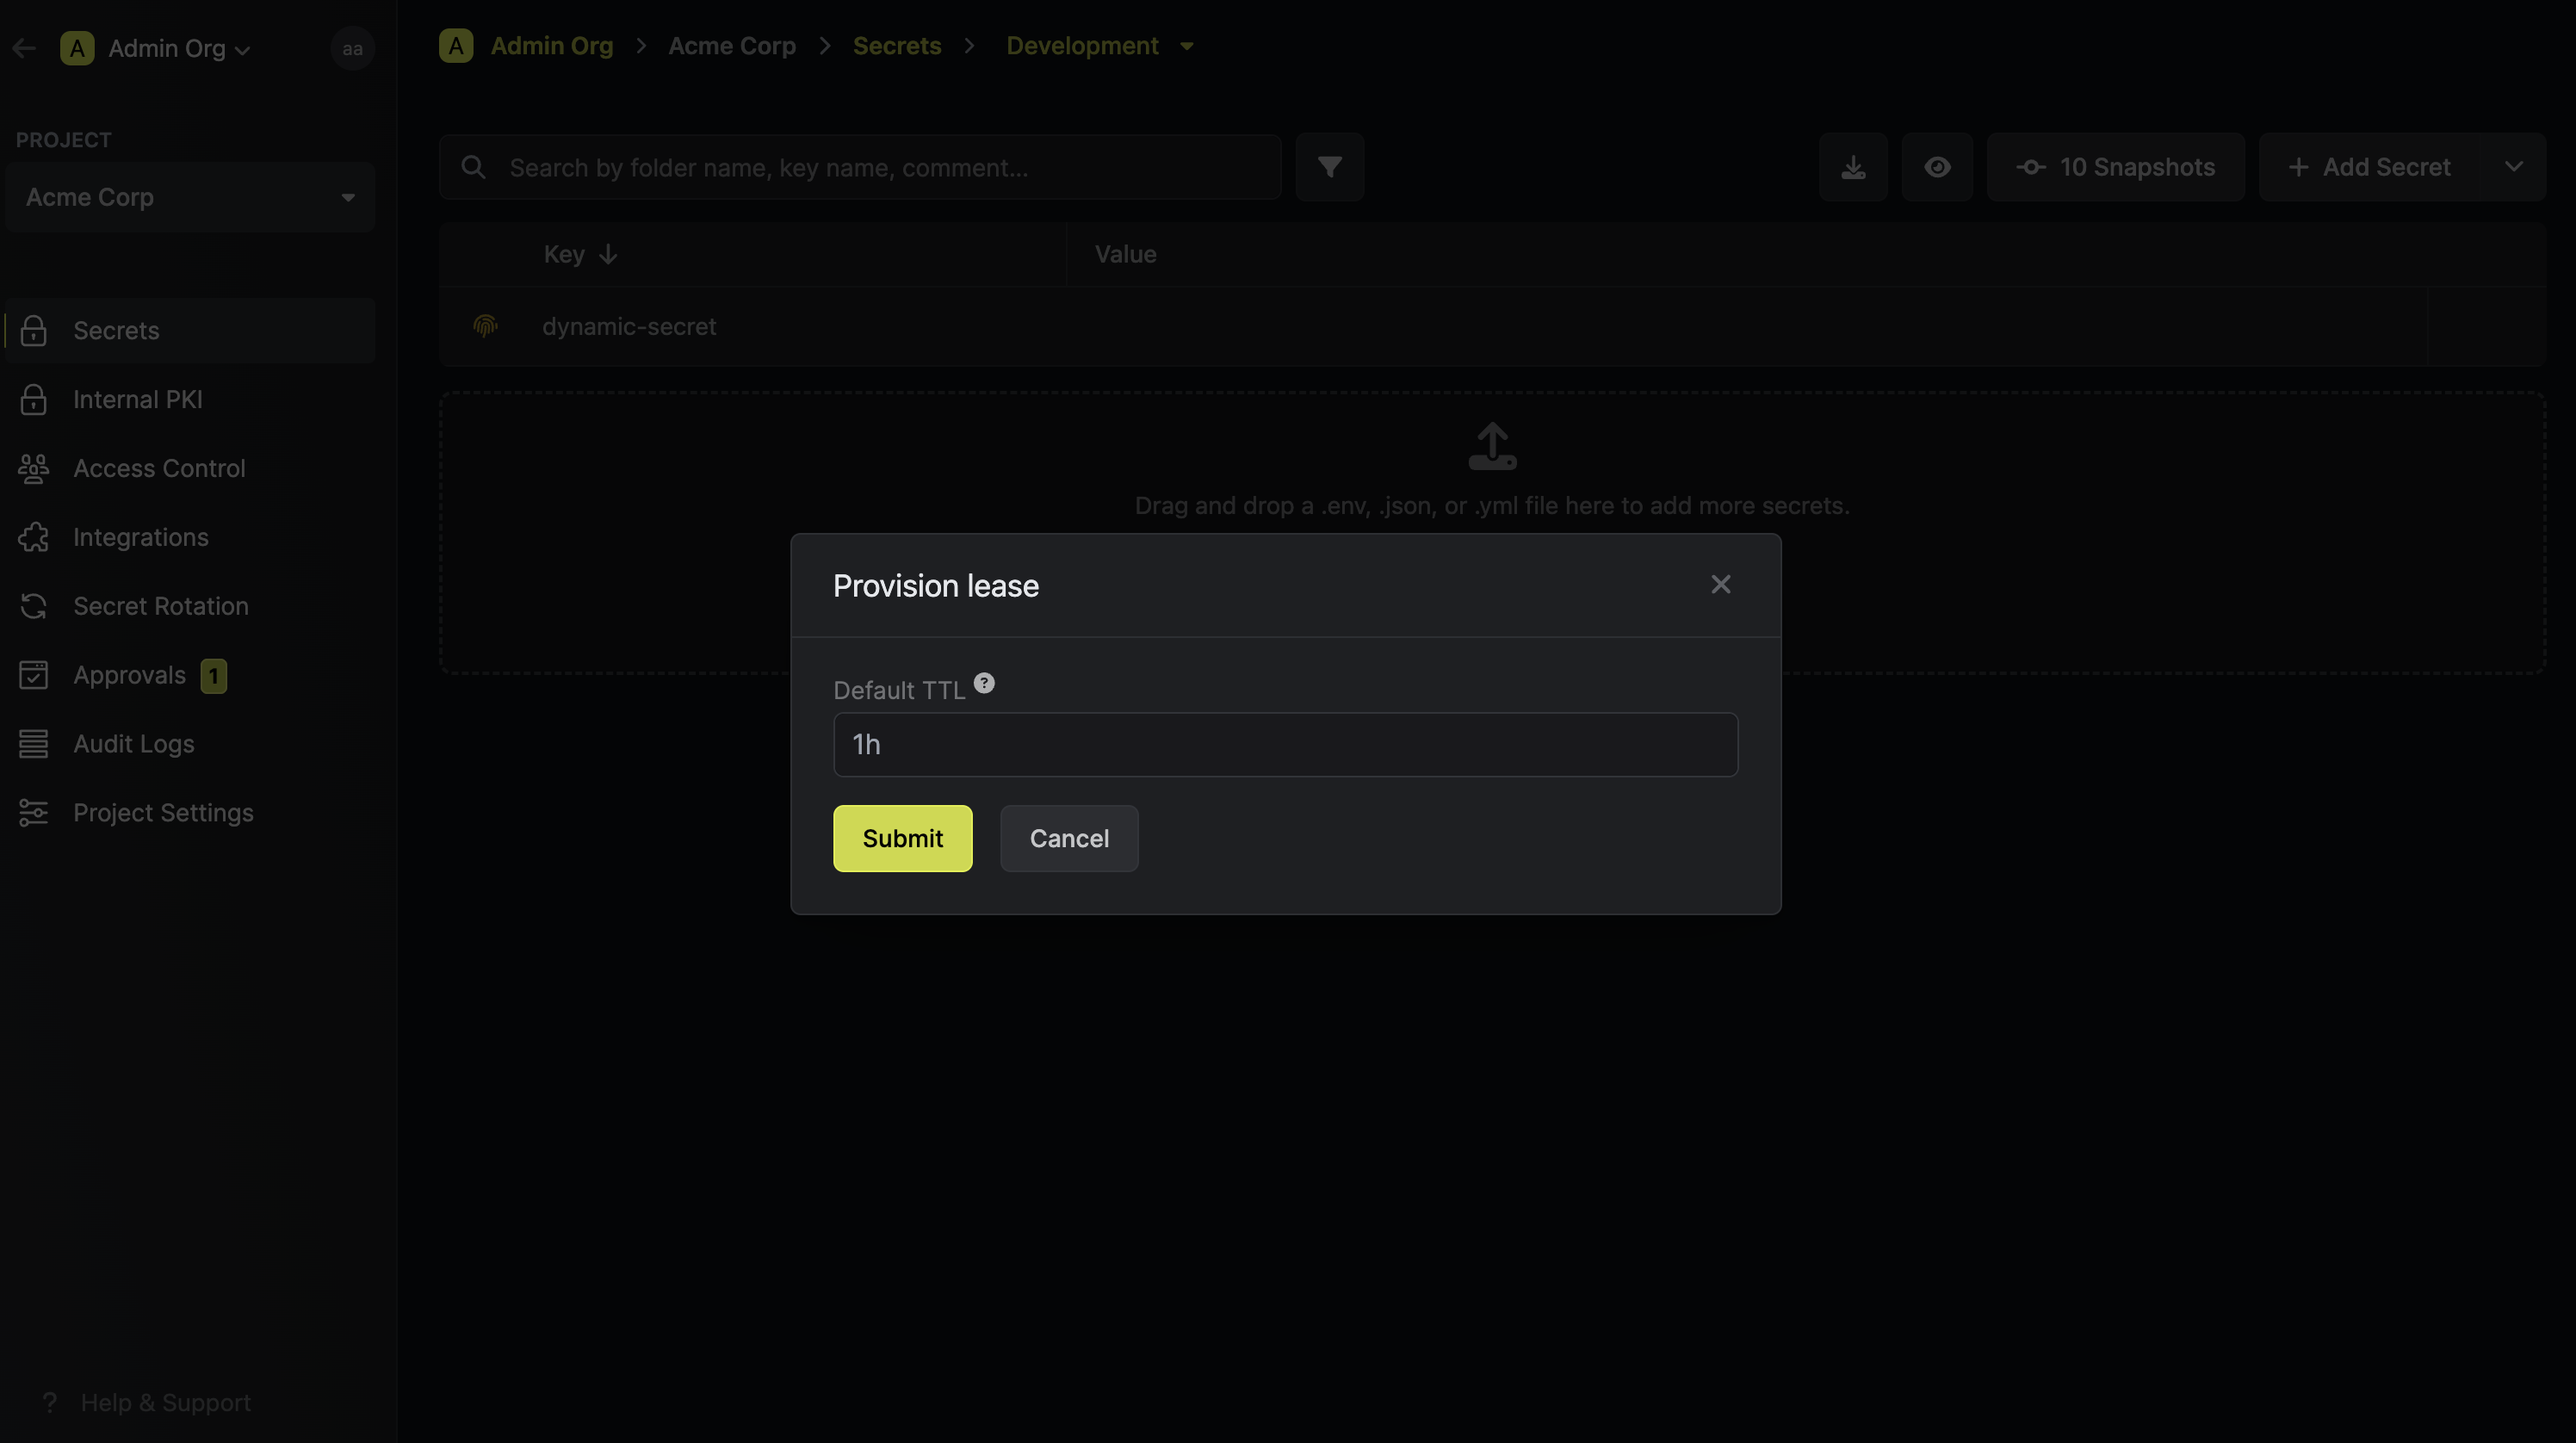 A Admin Org aa
PROJECT
Acme Corp
Secrets
Internal PKI
Access Control
Integrations
Secret Rotation
Approvals 1
Audit Logs
Project Settings
? Help & Support
A Admin Org > Acme Corp > Secrets > Development
Search by folder name, key name, comment...
10 Snapshots
+ Add Secret
Key Value
dynamic-secret
Drag and drop a .env, .json, or .yml file here to add more secrets.
Provision lease
Default TTL ?
1h
Submit Cancel